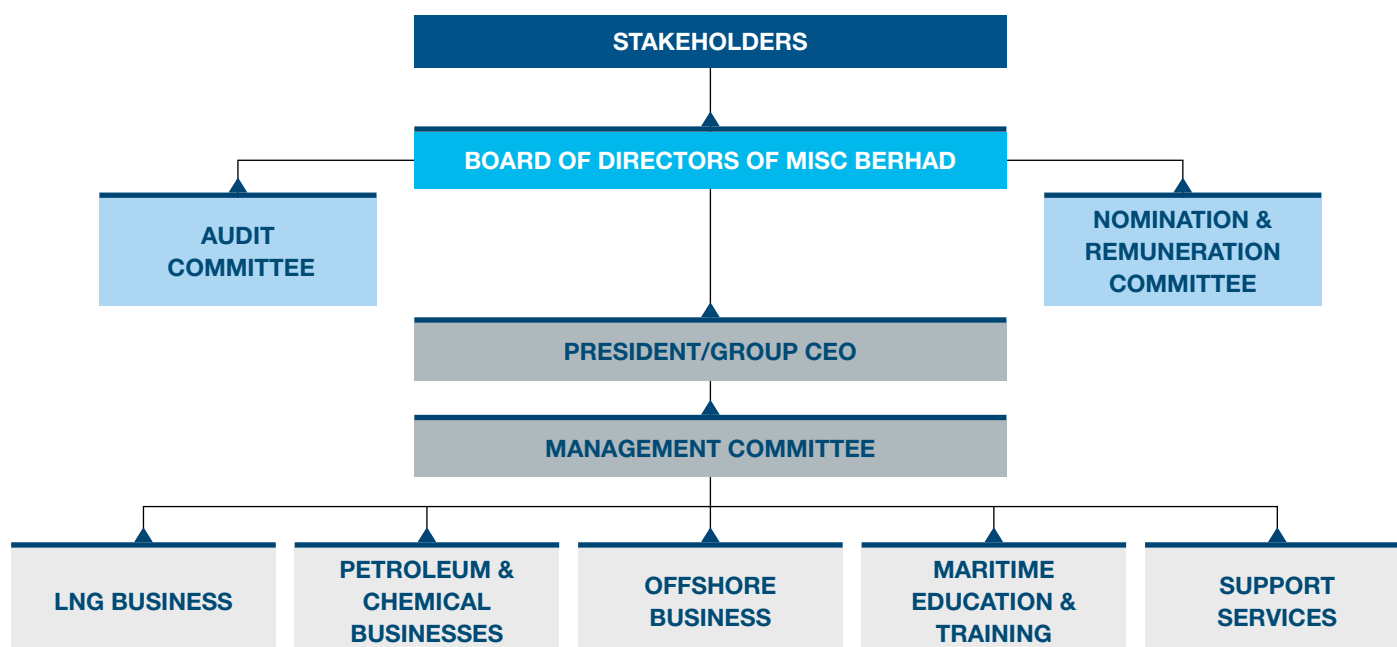 STAKEHOLDERS
BOARD OF DIRECTORS OF MISC BERHAD
AUDIT
COMMITTEE
NOMINATION &
REMUNERATION
COMMITTEE
PRESIDENT/GROUP CEO
MANAGEMENT COMMITTEE
LNG BUSINESS
PETROLEUM &
CHEMICAL
BUSINESSES
OFFSHORE
BUSINESS
MARITIME
EDUCATION &
TRAINING
SUPPORT
SERVICES